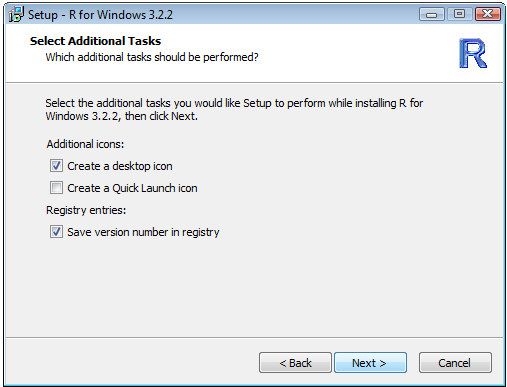 Setup - R for Windows 3.2.2
Select Additional Tasks
Which additional tasks should be performed?
R
Select the additional tasks you would like Setup to perform while installing R for
Windows 3.2.2, then click Next.
Additional icons:
Create a desktop icon
Create a Quick Launch icon
Registry entries:
Save version number in registry
< Back
Next >
Cancel